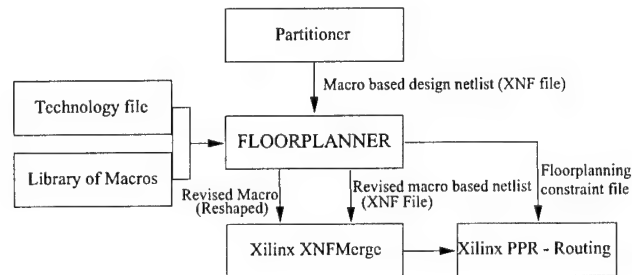 Partitioner
Macro based design netlist (XNF file)
Technology file
FLOORPLANNER
Library of Macros
Revised Macro
(Reshaped)
Revised macro based netlist
(XNF File)
Floorplanning
constraint file
Xilinx XNFMerge
Xilinx PPR - Routing